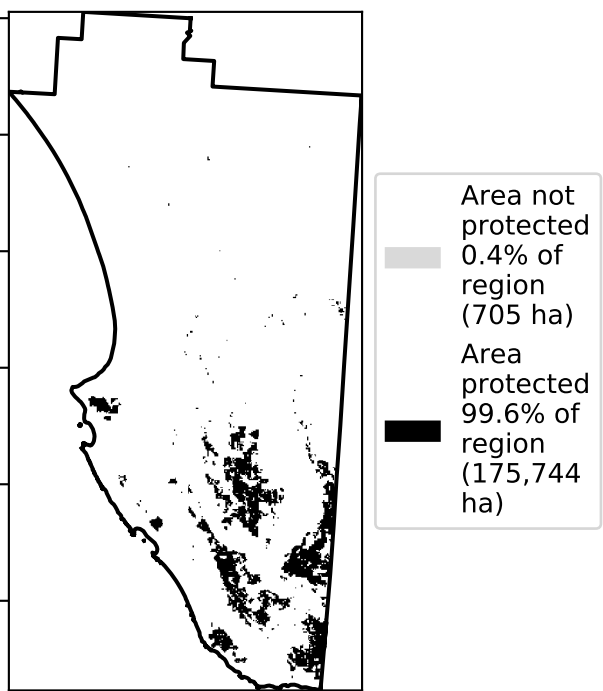 Area not
protected
0.4% of
region
(705 ha)
Area
protected
99.6% of
region
(175,744
ha)